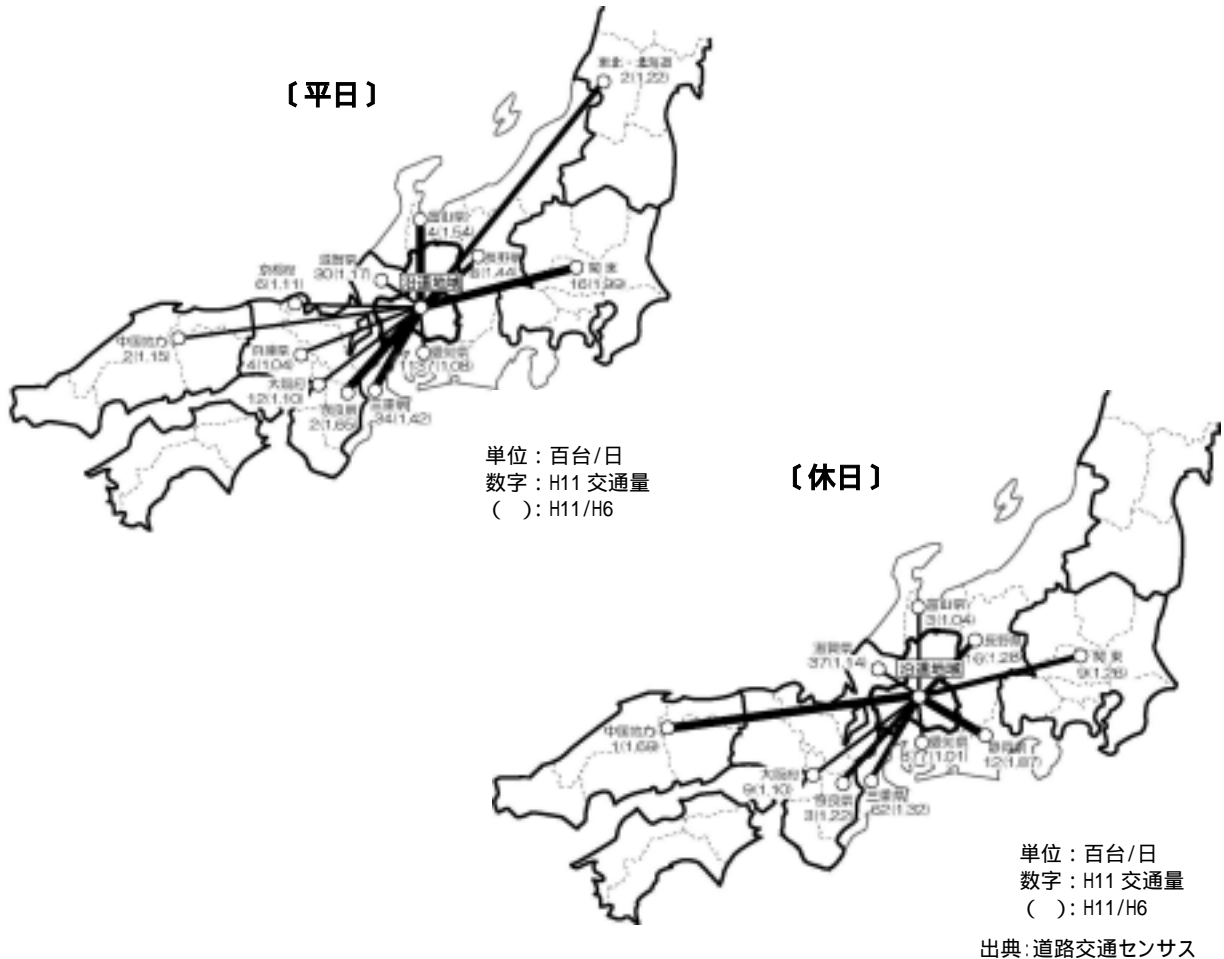 〔平日〕
東北・北海道
2(1.22)
富山県
4(1.54)
滋賀県
30(1.17)
長野県
8(1.44)
京都府
6(1.11)
沿道地域
関東
16(1.39)
中国地方
2(1.15)
兵庫県
4(1.04)
愛知県
1137(1.08)
大阪府
12(1.10)
奈良県
2(1.65)
三重県
34(1.42)
単位:百台/日
数字:H11 交通量
( ):H11/H6
〔休日〕
富山県
3(1.04)
滋賀県
37(1.14)
長野県
16(1.28)
沿道地域
関東
9(1.26)
中国地方
愛知県
静岡県
12(1.87)
大阪府
9(1.10)
奈良県
3(1.22)
三重県
62(1.32)
単位:百台/日
数字:H11 交通量
( ):H11/H6
出典:道路交通センサス